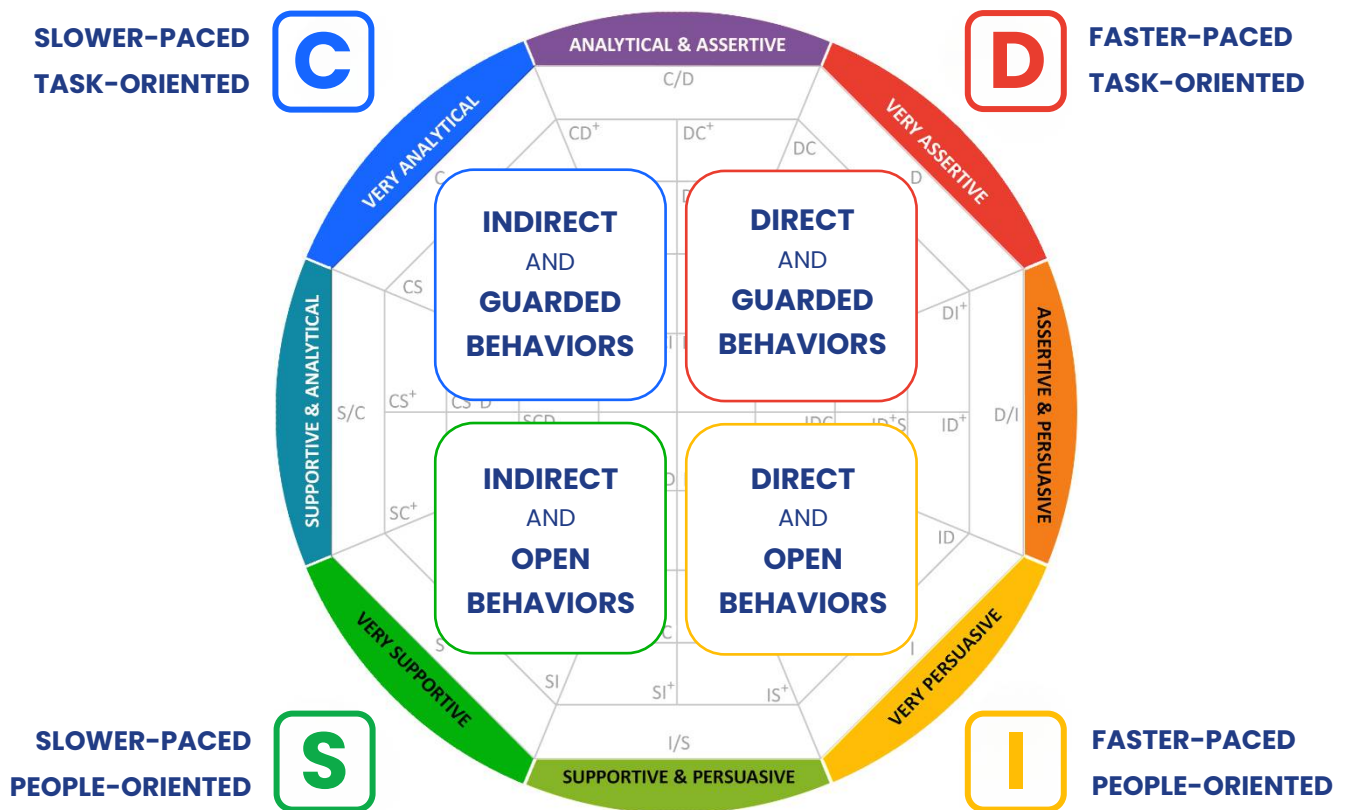 SLOWER-PACED
TASK-ORIENTED
C
ANALYTICAL & ASSERTIVE
D
FASTER-PACED
TASK-ORIENTED
VERY ANALYTICAL
VERY ASSERTIVE
C/D
CD+
DC+
DC
C
D
INDIRECT
AND
GUARDED
BEHAVIORS
DIRECT
AND
GUARDED
BEHAVIORS
CS
DI+
SUPPORTIVE & ANALYTICAL
ASSERTIVE & PERSUASIVE
S/C
CS+
ID+S
ID+
D/I
INDIRECT
AND
OPEN
BEHAVIORS
DIRECT
AND
OPEN
BEHAVIORS
SC+
ID
S
I
SI
SI+
IS+
VERY SUPPORTIVE
VERY PERSUASIVE
I/S
SUPPORTIVE & PERSUASIVE
SLOWER-PACED
PEOPLE-ORIENTED
S
I
FASTER-PACED
PEOPLE-ORIENTED